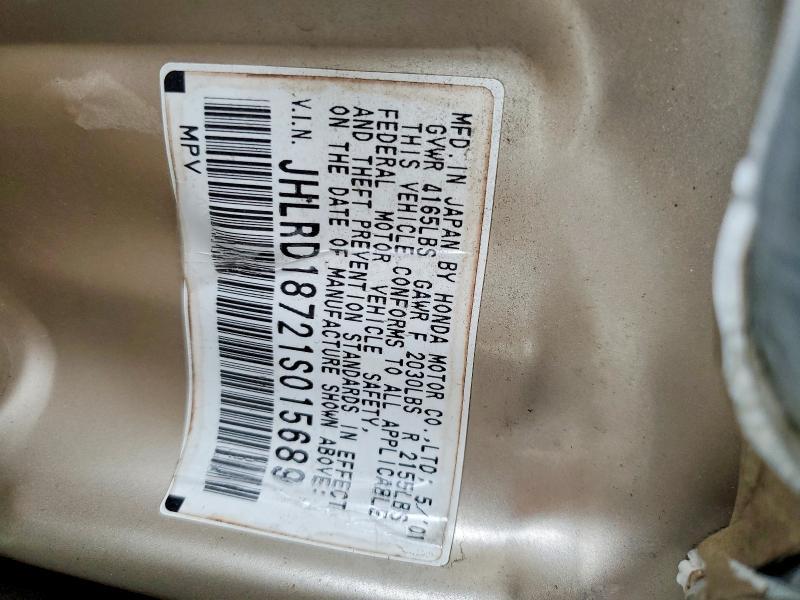 MFD. IN JAPAN BY HONDA MOTOR CO.,LTD. 5/'01
GVWR 4165LBS GAWR F 2030LBS R 2155LBS
THIS VEHICLE CONFORMS TO ALL APPLICABLE
FEDERAL MOTOR VEHICLE SAFETY,
AND THEFT PREVENTION STANDARDS IN EFFECT
ON THE DATE OF MANUFACTURE SHOWN ABOVE.
V.I.N. JHLRD18721S015689
MPV